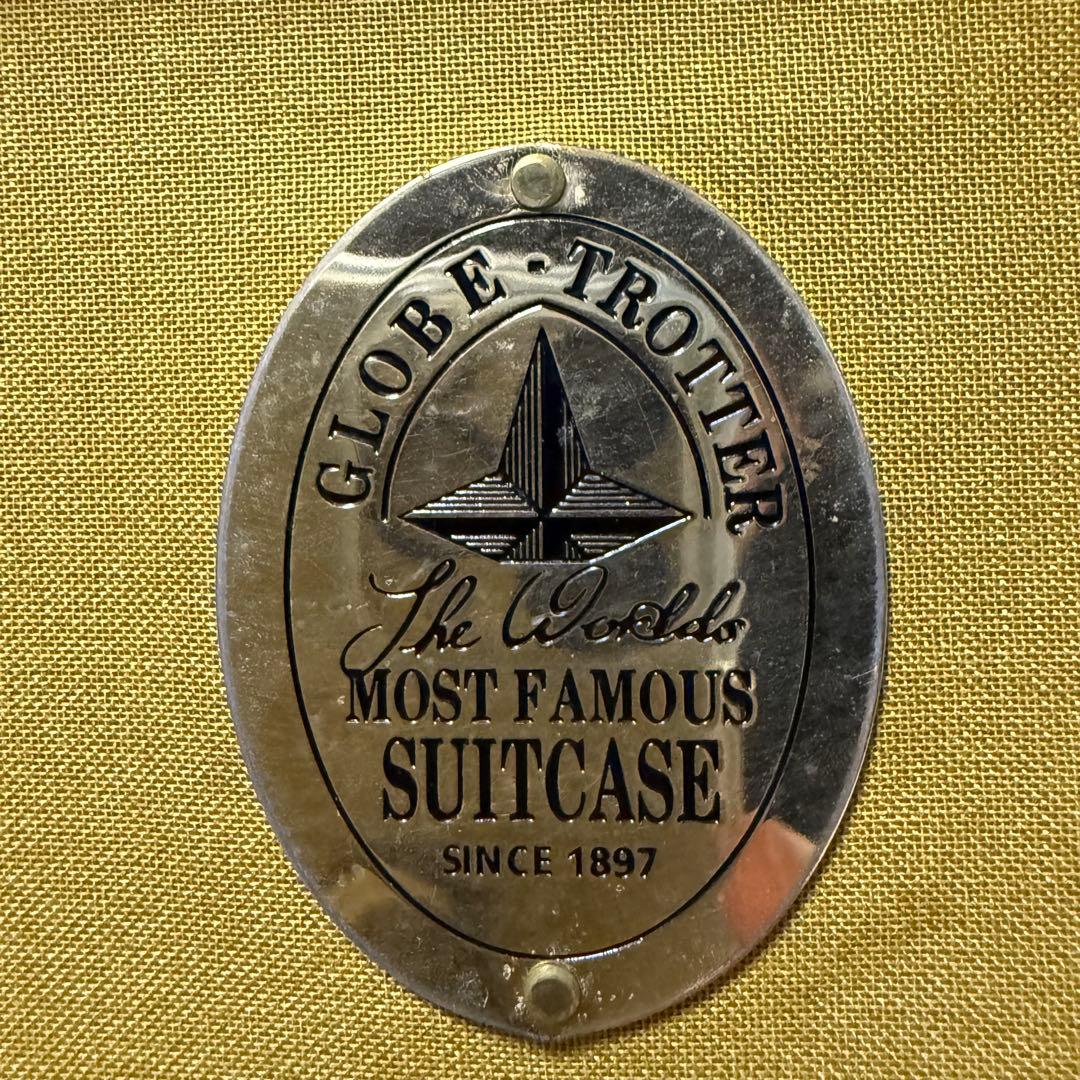 GLOBE·TROTTER
The Worlds
MOST FAMOUS
SUITCASE
SINCE 1897